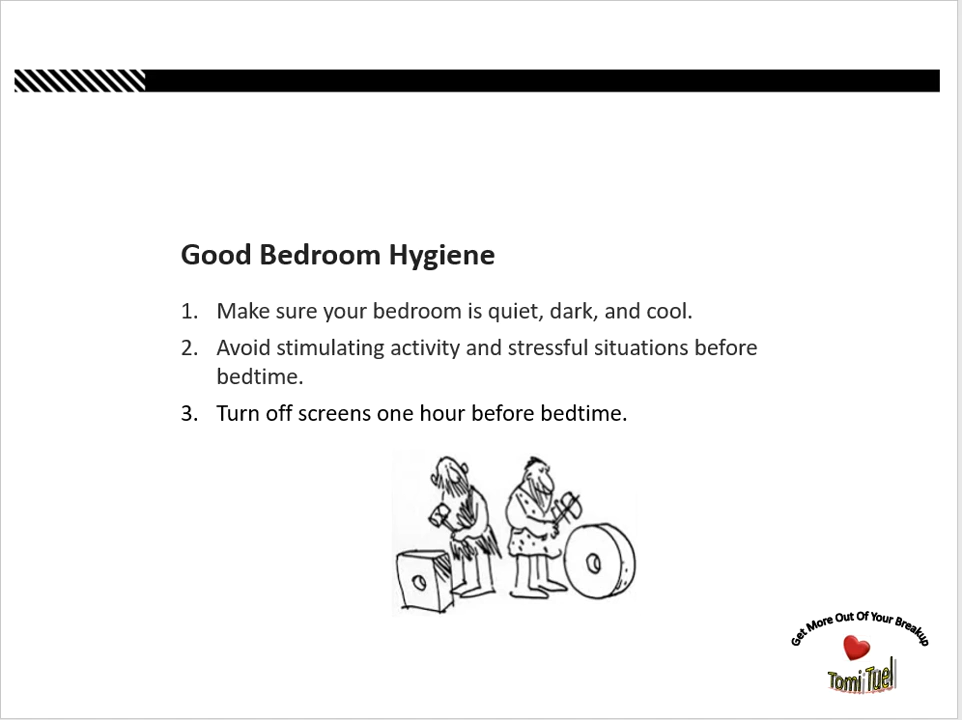 Good Bedroom Hygiene
1. Make sure your bedroom is quiet, dark, and cool.
2. Avoid stimulating activity and stressful situations before
bedtime.
3. Turn off screens one hour before bedtime.
Get More Out Of Your Breakup
Tomi Tuel